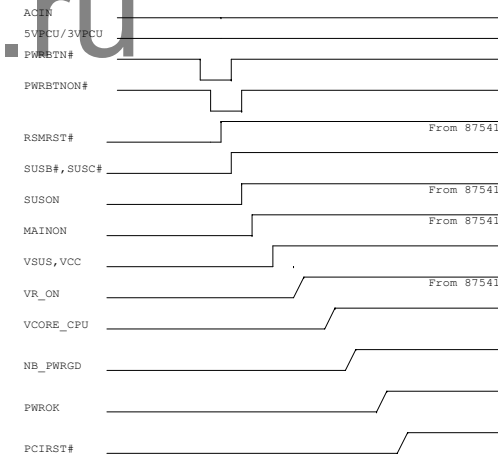 .ru
ACIN
5VPCU/3VPCU
PWRBTN#
PWRBTNON#
RSMRST# From 87541
SUSB#,SUSC#
SUSON From 87541
MAINON From 87541
VSUS,VCC
VR_ON From 87541
VCORE_CPU
NB_PWRGD
PWROK
PCIRST#